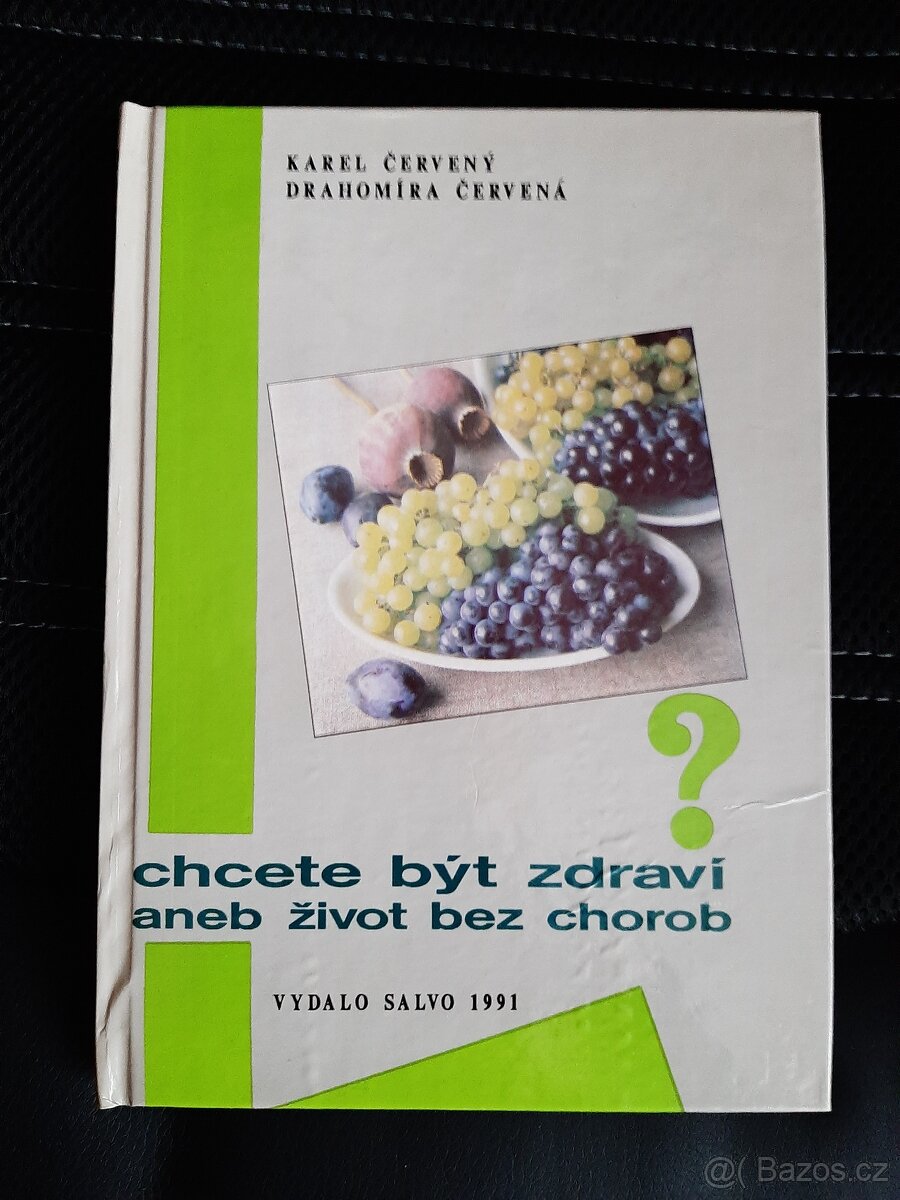 KAREL ČERVENÝ
DRAHOMÍRA ČERVENÁ
?
chcete být zdraví
aneb život bez chorob
VYDALO SALVO 1991
@( Bazos.cz